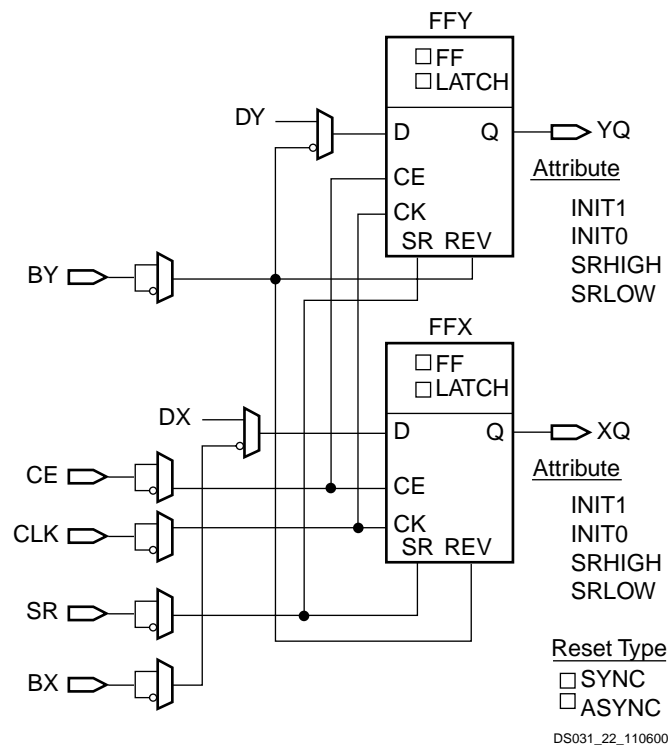 FFY
FF
LATCH
DY
D Q YQ
CE
CK
SR REV
Attribute
INIT1
INIT0
SRHIGH
SRLOW
BY
FFX
FF
LATCH
DX
D Q XQ
CE CE
CLK CK
SR REV
Attribute
INIT1
INIT0
SRHIGH
SRLOW
SR
BX
Reset Type
SYNC
ASYNC
DS031_22_110600